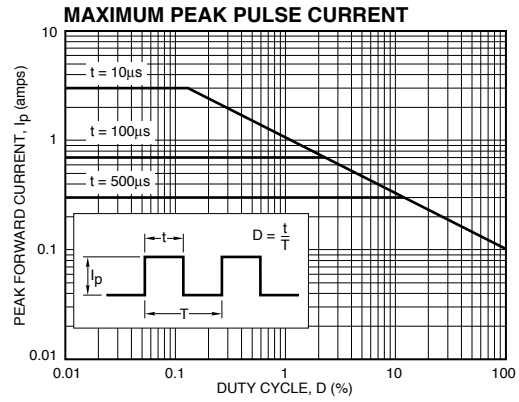 MAXIMUM PEAK PULSE CURRENT
PEAK FORWARD CURRENT, Ip (amps)
10
1
0.1
0.01
t = 10μs
t = 100μs
t = 500μs
t
D = t/T
Ip
T
0.01 0.1 1 10 100
DUTY CYCLE, D (%)